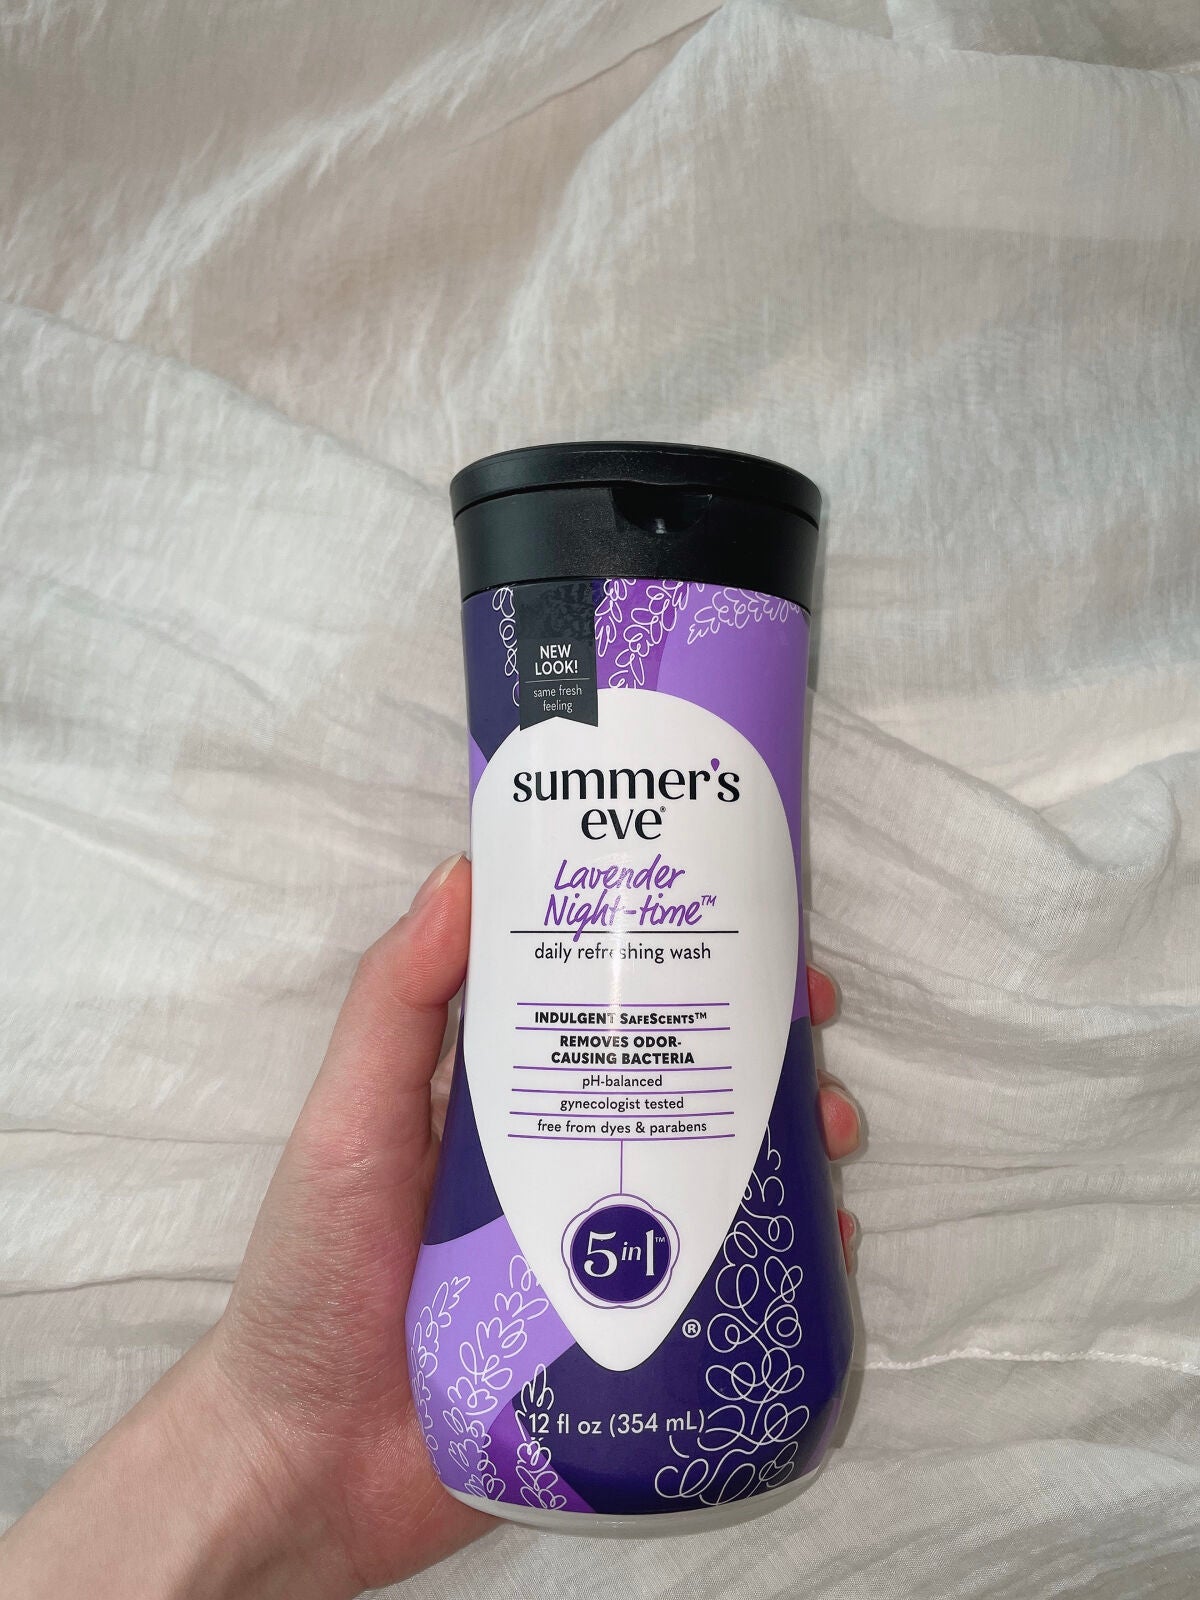 NEW
LOOK!
same fresh
feeling
summer's
eve®
Lavender
Night-time™
daily refreshing wash
INDULGENT SAFESCENTS™
REMOVES ODOR-
CAUSING BACTERIA
pH-balanced
gynecologist tested
free from dyes & parabens
5 in 1™
®
12 fl oz (354 mL)